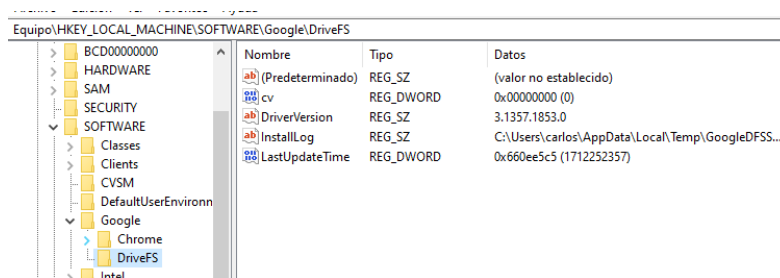 Equipo\HKEY_LOCAL_MACHINE\SOFTWARE\Google\DriveFS
BCD00000000
HARDWARE
SAM
SECURITY
SOFTWARE
Classes
Clients
CVSM
DefaultUserEnvironn
Google
Chrome
DriveFS
Intel
Nombre Tipo Datos
(Predeterminado) REG_SZ (valor no establecido)
cv REG_DWORD 0x00000000 (0)
DriverVersion REG_SZ 3.1357.1853.0
InstallLog REG_SZ C:\Users\carlos\AppData\Local\Temp\GoogleDFSS...
LastUpdateTime REG_DWORD 0x660ee5c5 (1712252357)